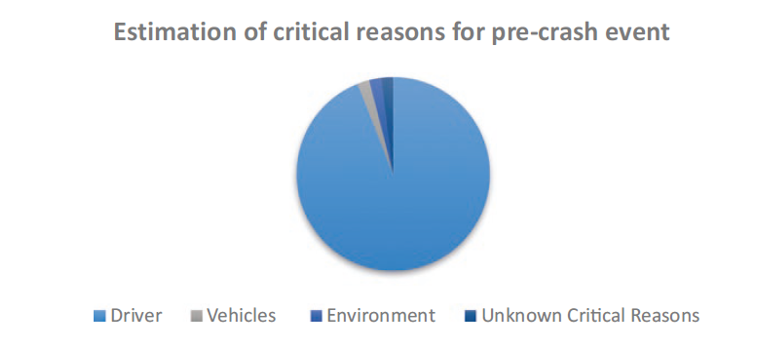 Estimation of critical reasons for pre-crash event
Driver Vehicles Environment Unknown Critical Reasons